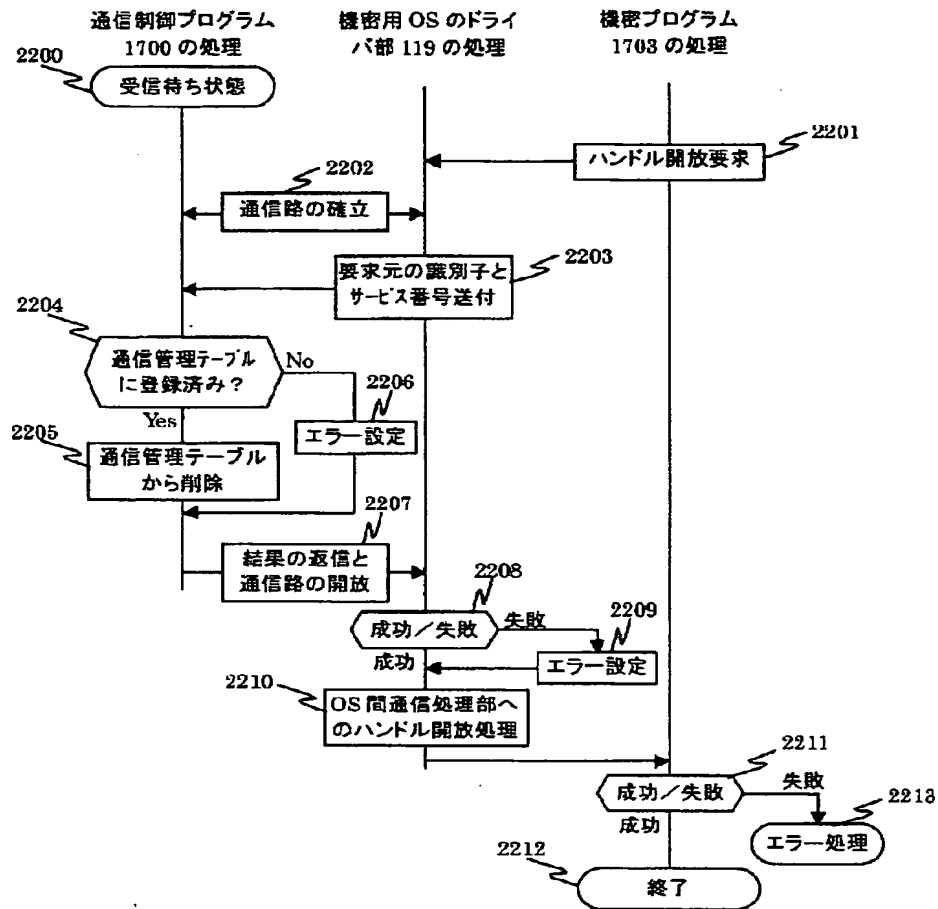 通信制御プログラム
1700 の処理
機密用 OS のドライ
バ部 119 の処理
機密プログラム
1703 の処理
2200
受信待ち状態
2201
ハンドル開放要求
2202
通信路の確立
2203
要求元の識別子と
サービス番号送付
2204
通信管理テーブル
に登録済み?
No
Yes
2206
エラー設定
2205
通信管理テーブル
から削除
2207
結果の返信と
通信路の開放
2208
成功/失敗
失敗
成功
2209
エラー設定
2210
OS 間通信処理部へ
のハンドル開放処理
2211
成功/失敗
失敗
成功
2213
エラー処理
2212
終了